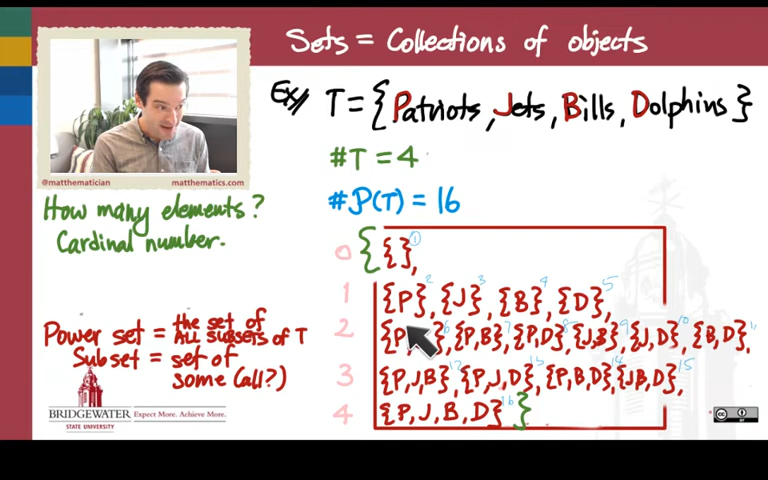 Sets = Collections of objects
Ex/ T = {Patriots, Jets, Bills, Dolphins}
#T = 4
#P(T) = 16
@matthematician matthematics.com
How many elements?
Cardinal number.
0 { {}, 1
1 {P}, 2 {J}, 3 {B}, 4 {D}, 5
2 {P, }, 6 {P,B}, 7 {P,D}, 8 {J,B}, 9 {J,D}, 10 {B,D},
3 {P,J,B}, 12 {P,J,D}, 13 {P,B,D}, 14 {J,B,D}, 15
4 {P, J, B, D} 16 }
Power set = the set of
ALL subsets of T
Subset = set of
some (all?)
BRIDGEWATER
STATE UNIVERSITY
Expect More. Achieve More.
cc BY